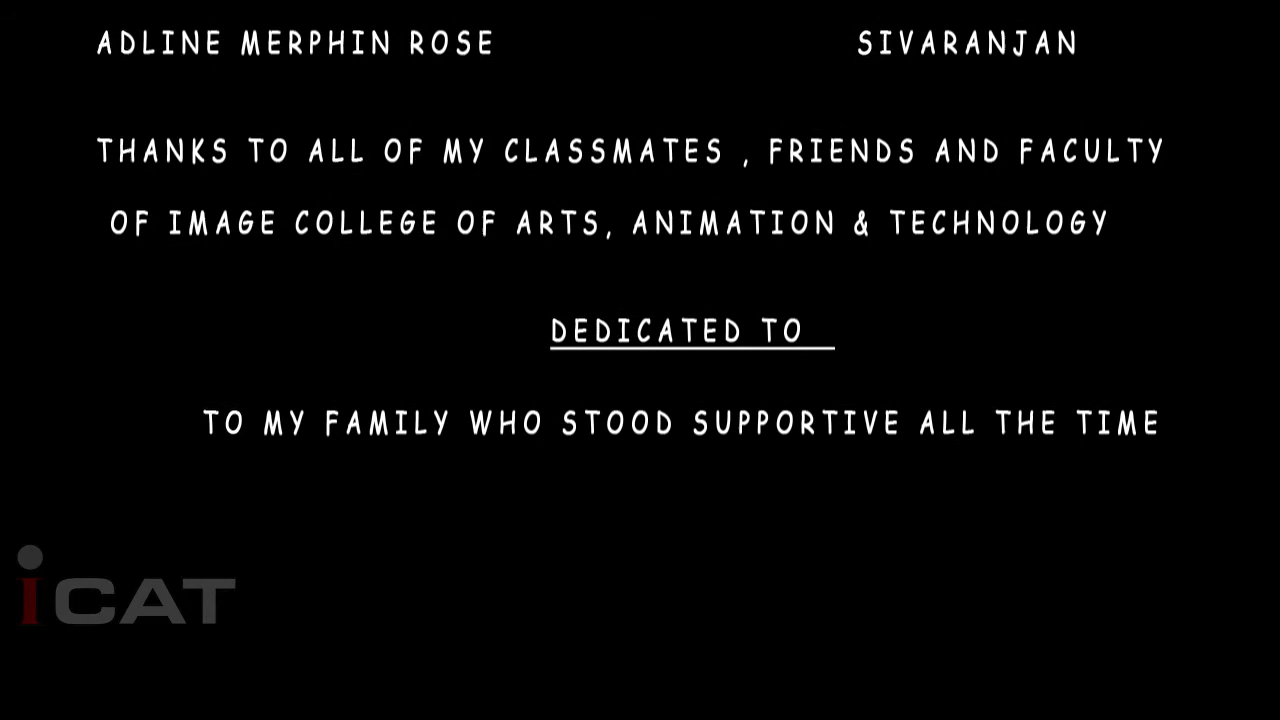 ADLINE MERPHIN ROSE SIVARANJAN
THANKS TO ALL OF MY CLASSMATES , FRIENDS AND FACULTY
OF IMAGE COLLEGE OF ARTS, ANIMATION & TECHNOLOGY
DEDICATED TO
TO MY FAMILY WHO STOOD SUPPORTIVE ALL THE TIME
iCAT